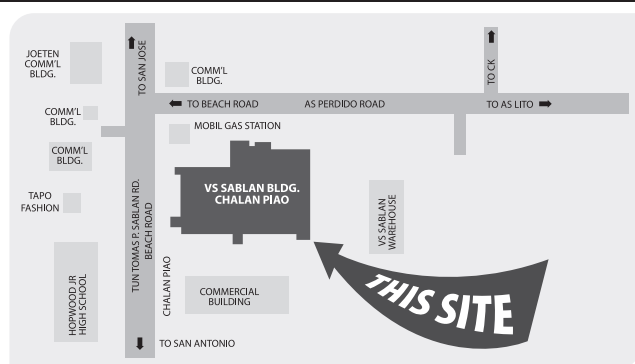 JOETEN
COMM'L
BLDG.
TO SAN JOSE
COMM'L
BLDG.
TO CK
TO BEACH ROAD
AS PERDIDO ROAD
TO AS LITO
COMM'L
BLDG.
MOBIL GAS STATION
COMM'L
BLDG.
VS SABLAN BLDG.
CHALAN PIAO
TAPO
FASHION
TUN TOMAS P. SABLAN RD.
BEACH ROAD
VS SABLAN
WAREHOUSE
HOPWOOD JR
HIGH SCHOOL
CHALAN PIAO
COMMERCIAL
BUILDING
THIS SITE
TO SAN ANTONIO